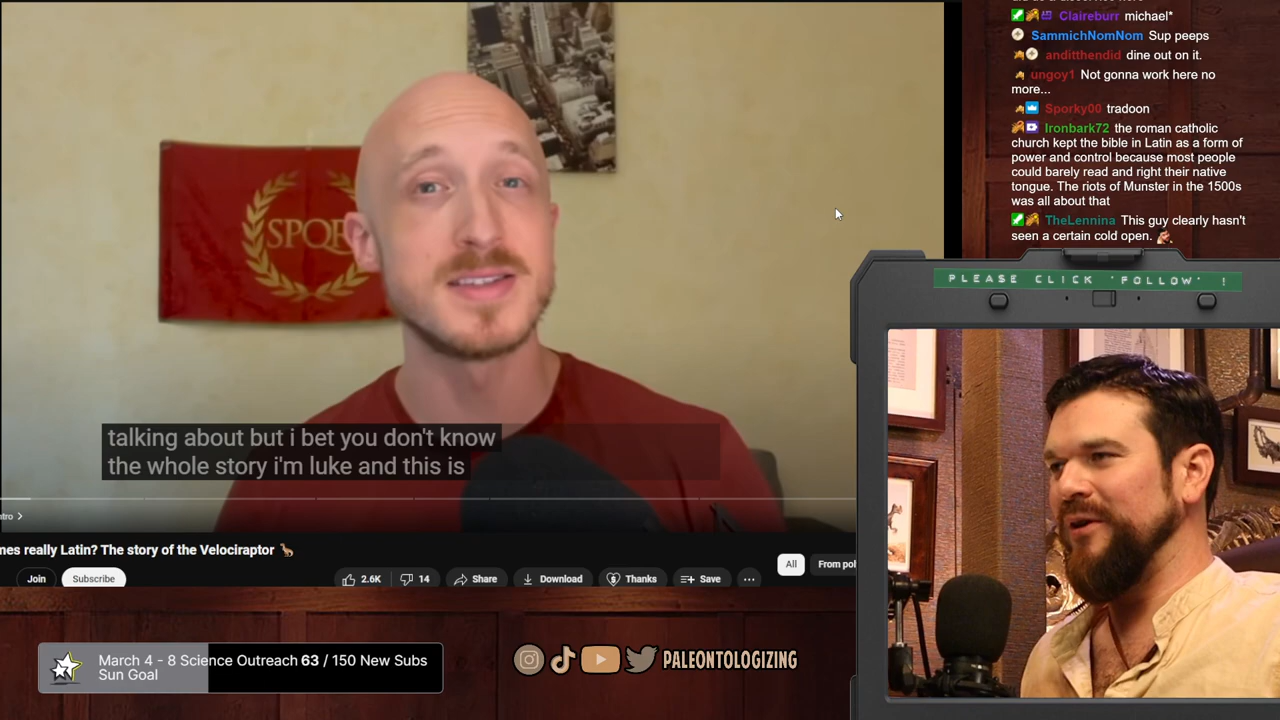 did us a disservice here
Claireburr michael*
SammichNomNom Sup peeps
anditthendid dine out on it.
ungoy1 Not gonna work here no
more...
Sporky00 tradoon
Ironbark72 the roman catholic
church kept the bible in Latin as a form of
power and control because most people
could barely read and right their native
tongue. The riots of Munster in the 1500s
was all about that
TheLennina This guy clearly hasn't
seen a certain cold open.
PLEASE CLICK 'FOLLOW' !
SPQR
talking about but i bet you don't know
the whole story i'm luke and this is
ntro >
mes really Latin? The story of the Velociraptor
Join
Subscribe
2.6K
14
Share
Download
Thanks
Save
...
All
From pol
March 4 - 8 Science Outreach 63 / 150 New Subs
Sun Goal
PALEONTOLOGIZING